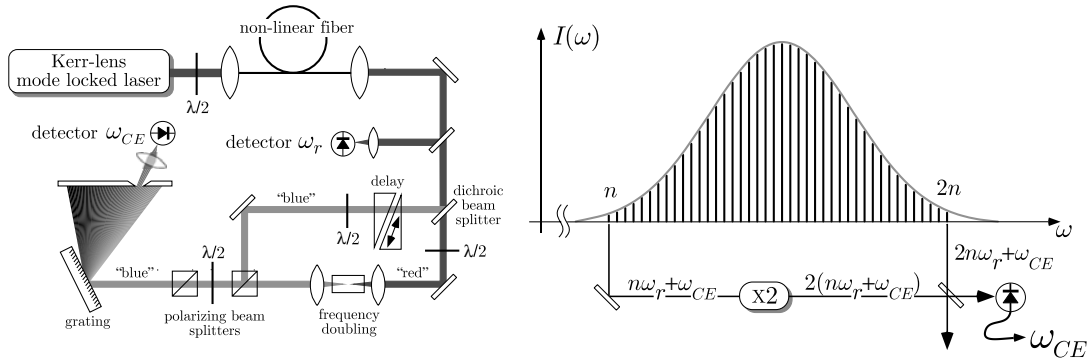 non-linear fiber
Kerr-lens
mode locked laser
λ/2
detector ω_CE
detector ω_r
delay
"blue"
dichroic
beam
splitter
λ/2
λ/2
λ/2
"blue"
"red"
grating
polarizing beam
splitters
frequency
doubling
I(ω)
n
2n
ω
2nω_r+ω_CE
nω_r+ω_CE
x2
2(nω_r+ω_CE)
ω_CE